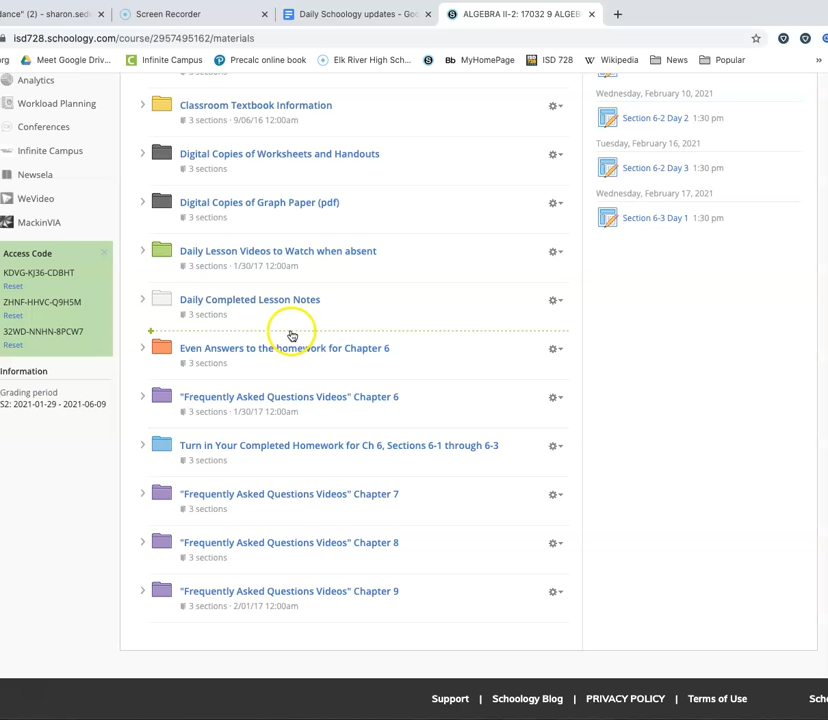 dance" (2) - sharon.sed
Screen Recorder
Daily Schoology updates - Goo
ALGEBRA II-2: 17032 9 ALGEB
isd728.schoology.com/course/2957495162/materials
org
Meet Google Driv...
Infinite Campus
Precalc online book
Elk River High Sch...
Bb MyHomePage
ISD 728
Wikipedia
News
Popular
»
Analytics
Workload Planning
Conferences
Infinite Campus
Newsela
WeVideo
MackinVIA
Access Code
KDVG-KJ36-CDBHT
Reset
ZHNF-HHVC-Q9H5M
Reset
32WD-NNHN-8PCW7
Reset
Information
Grading period
S2: 2021-01-29 - 2021-06-09
3 sections
Classroom Textbook Information
3 sections · 9/06/16 12:00am
Digital Copies of Worksheets and Handouts
3 sections
Digital Copies of Graph Paper (pdf)
3 sections
Daily Lesson Videos to Watch when absent
3 sections · 1/30/17 12:00am
Daily Completed Lesson Notes
3 sections
Even Answers to the homework for Chapter 6
3 sections
"Frequently Asked Questions Videos" Chapter 6
3 sections · 1/30/17 12:00am
Turn in Your Completed Homework for Ch 6, Sections 6-1 through 6-3
3 sections
"Frequently Asked Questions Videos" Chapter 7
3 sections
"Frequently Asked Questions Videos" Chapter 8
3 sections
"Frequently Asked Questions Videos" Chapter 9
3 sections · 2/01/17 12:00am
Wednesday, February 10, 2021
Section 6-2 Day 2 1:30 pm
Tuesday, February 16, 2021
Section 6-2 Day 3 1:30 pm
Wednesday, February 17, 2021
Section 6-3 Day 1 1:30 pm
Support | Schoology Blog | PRIVACY POLICY | Terms of Use Scho